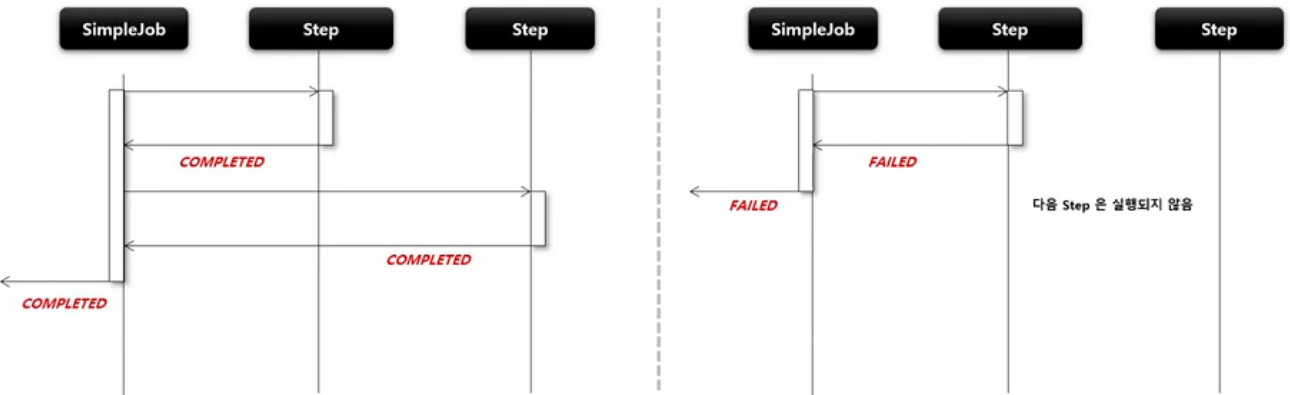 SimpleJob
Step
Step
COMPLETED
COMPLETED
COMPLETED
SimpleJob
Step
Step
FAILED
FAILED
다음 Step 은 실행되지 않음